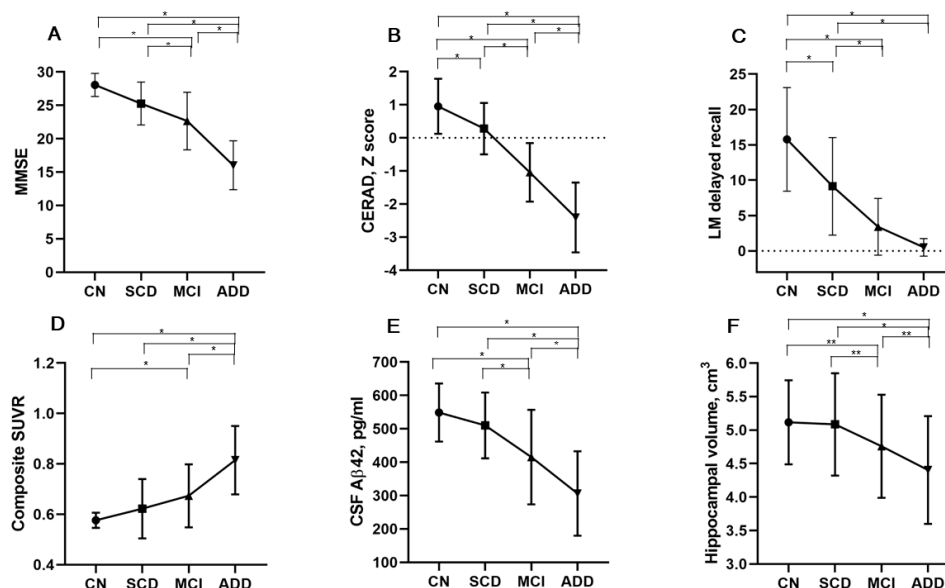 A
MMSE
30
25
20
15
10
5
0
CN SCD MCI ADD
* * * * *
B
CERAD, Z score
2
1
0
-1
-2
-3
-4
CN SCD MCI ADD
* * * * * *
C
LM delayed recall
25
20
15
10
5
0
CN SCD MCI ADD
* * * * *
D
Composite SUVR
1.2
1.0
0.8
0.6
0.4
CN SCD MCI ADD
* * * *
E
CSF Aβ42, pg/ml
700
600
500
400
300
200
100
CN SCD MCI ADD
* * * * *
F
Hippocampal volume, cm³
6.0
5.5
5.0
4.5
4.0
3.5
3.0
CN SCD MCI ADD
* * ** ** **